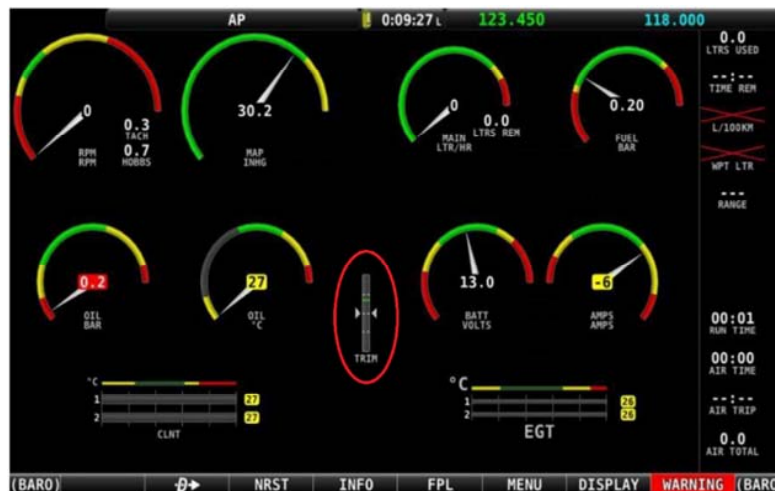 AP 0:09:27 L 123.450 118.000
0.0
LTRS USED
--:--
TIME REM
L/100KM
WPT LTR
---
RANGE
0
0.3
TACH
0.7
RPM
RPM HOBBS
30.2
MAP
INHG
0
0.0
LTRS REM
MAIN
LTR/HR
0.20
FUEL
BAR
0.2
OIL
BAR
27
OIL
°C
TRIM
13.0
BATT
VOLTS
-6
AMPS
AMPS
00:01
RUN TIME
00:00
AIR TIME
--:--
AIR TRIP
0.0
AIR TOTAL
°C
1 27
2 27
CLNT
°C
1 26
2 26
EGT
(BARO) D NRST INFO FPL MENU DISPLAY WARNING (BARO